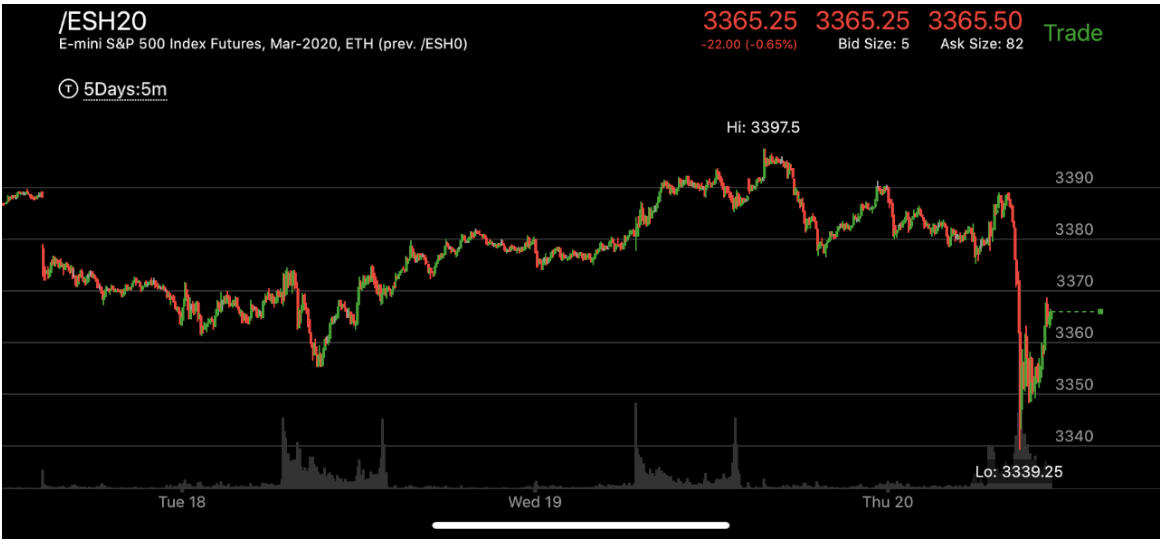 /ESH20
3365.25 3365.25 3365.50 Trade
E-mini S&P 500 Index Futures, Mar-2020, ETH (prev. /ESH0)
-22.00 (-0.65%) Bid Size: 5 Ask Size: 82
T 5Days:5m
Hi: 3397.5
3390
3380
3370
3360
3350
3340
Lo: 3339.25
Tue 18 Wed 19 Thu 20